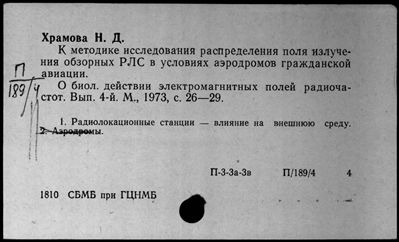 Храмова Н. Д.
К методике исследования распределения поля излуче-
ния обзорных РЛС в условиях аэродромов гражданской
авиации.
П
189/4
О биол. действии электромагнитных полей радиоча-
стот. Вып. 4-й. М., 1973, с. 26—29.
1. Радиолокационные станции — влияние на внешнюю среду.
2. Аэродромы.
П-3-3а-3в П/189/4 4
1810 СБМБ при ГЦНМБ